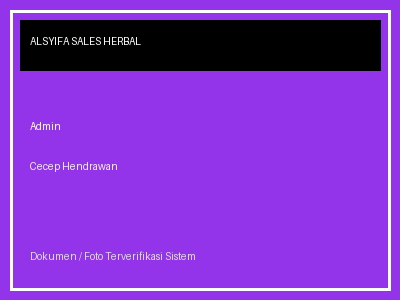 ALSYIFA SALES HERBAL
Admin
Cecep Hendrawan
Dokumen / Foto Terverifikasi Sistem